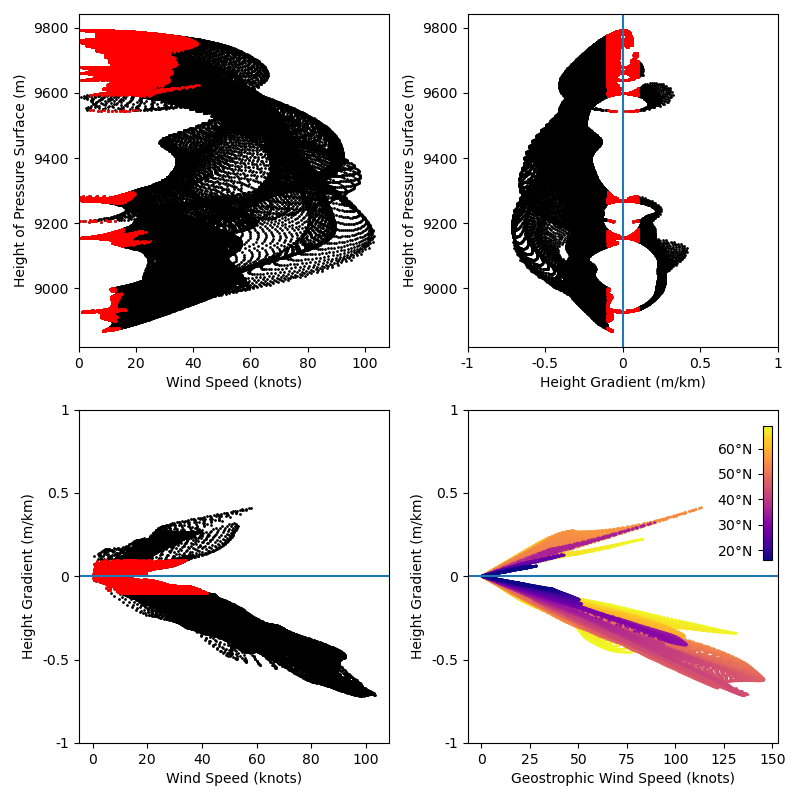 9800
9600
9400
9200
9000
Height of Pressure Surface (m)
0 20 40 60 80 100
Wind Speed (knots)
9800
9600
9400
9200
9000
Height of Pressure Surface (m)
-1 -0.5 0 0.5 1
Height Gradient (m/km)
1
0.5
0
-0.5
-1
Height Gradient (m/km)
0 20 40 60 80 100
Wind Speed (knots)
1
0.5
0
-0.5
-1
Height Gradient (m/km)
60°N
50°N
40°N
30°N
20°N
0 25 50 75 100 125 150
Geostrophic Wind Speed (knots)